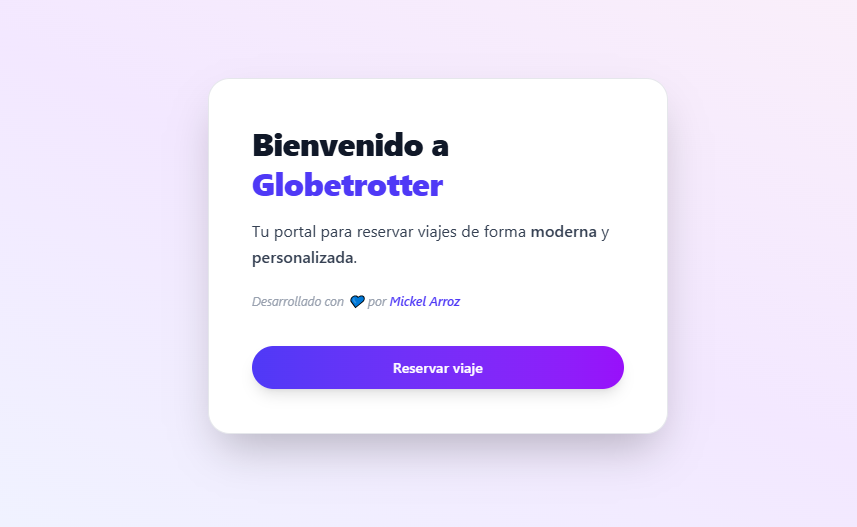 Bienvenido a
Globetrotter
Tu portal para reservar viajes de forma moderna y
personalizada.
Desarrollado con 💙 por Mickel Arroz
Reservar viaje